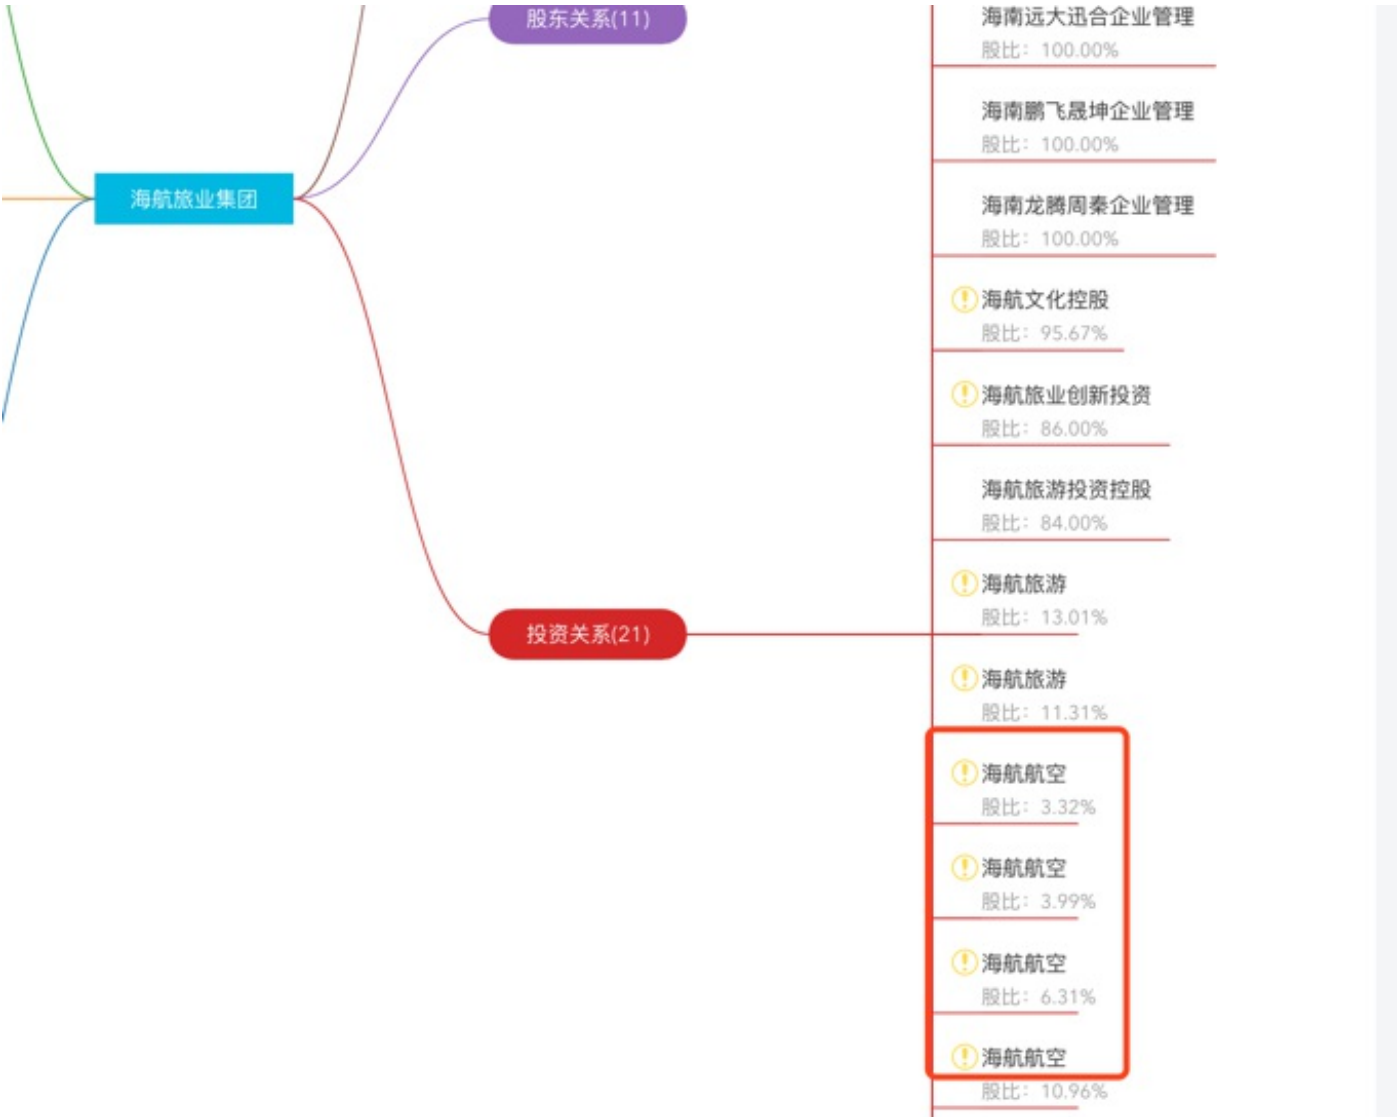 股东关系(11)
海航旅业集团
投资关系(21)
海南远大迅合企业管理
股比：100.00%
海南鹏飞晟坤企业管理
股比：100.00%
海南龙腾周秦企业管理
股比：100.00%
海航文化控股
股比：95.67%
海航旅业创新投资
股比：86.00%
海航旅游投资控股
股比：84.00%
海航旅游
股比：13.01%
海航旅游
股比：11.31%
海航航空
股比：3.32%
海航航空
股比：3.99%
海航航空
股比：6.31%
海航航空
股比：10.96%